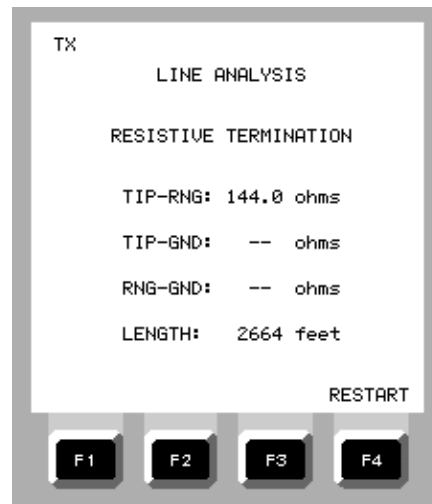 TX
LINE ANALYSIS
RESISTIVE TERMINATION
TIP-RNG: 144.0 ohms
TIP-GND: -- ohms
RNG-GND: -- ohms
LENGTH: 2664 feet
RESTART
F1 F2 F3 F4